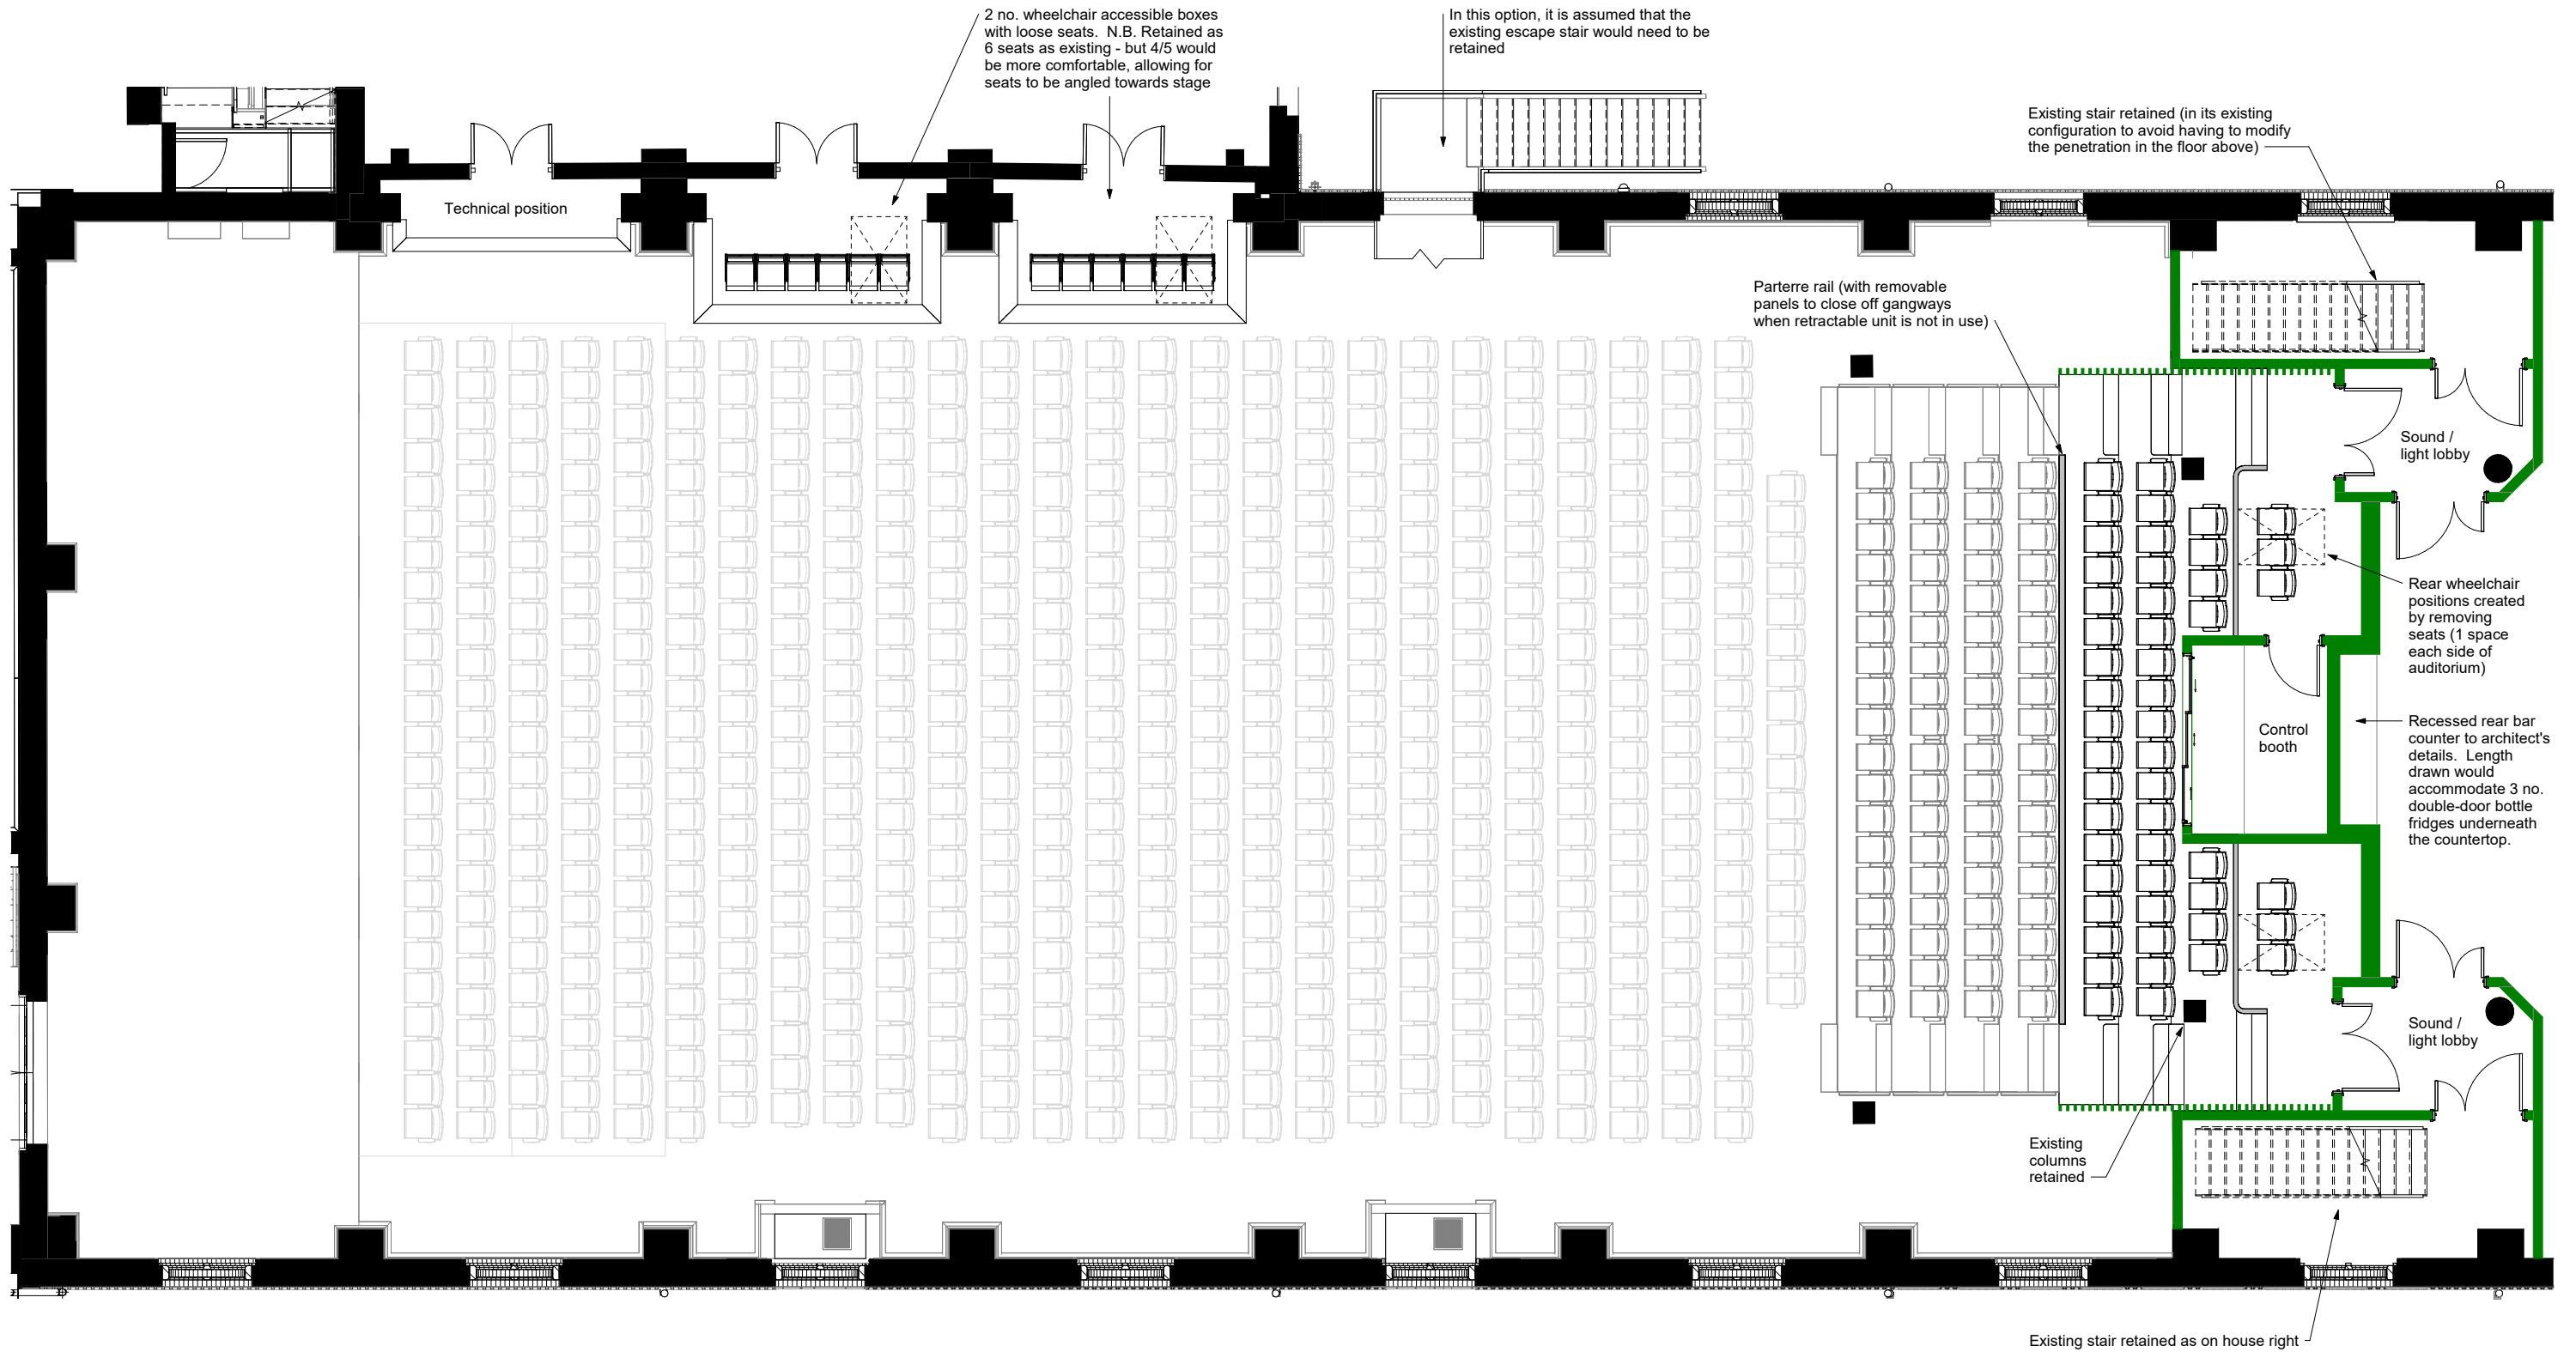 2 no. wheelchair accessible boxes
with loose seats.  N.B. Retained as
6 seats as existing - but 4/5 would
be more comfortable, allowing for
seats to be angled towards stage
In this option, it is assumed that the
existing escape stair would need to be
retained
Existing stair retained (in its existing
configuration to avoid having to modify
the penetration in the floor above)
Technical position
Parterre rail (with removable
panels to close off gangways
when retractable unit is not in use)
Sound /
light lobby
Rear wheelchair
positions created
by removing
seats (1 space
each side of
auditorium)
Control
booth
Recessed rear bar
counter to architect's
details.  Length
drawn would
accommodate 3 no.
double-door bottle
fridges underneath
the countertop.
Sound /
light lobby
Existing
columns
retained
Existing stair retained as on house right